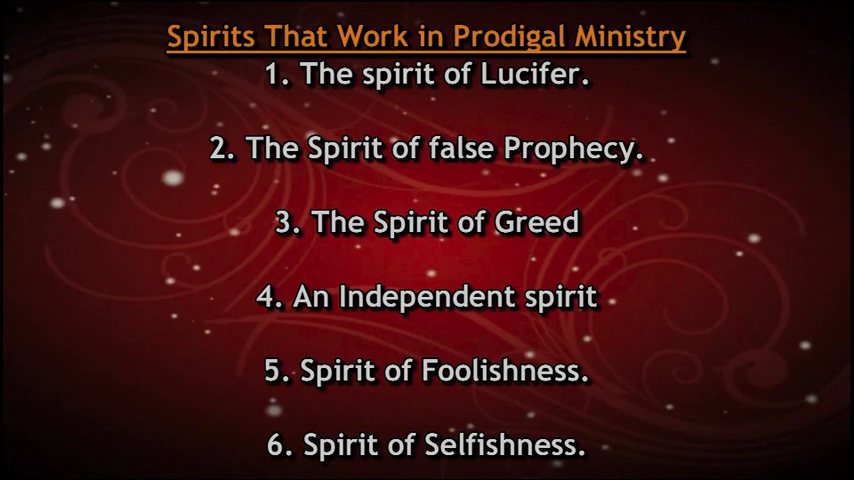 Spirits That Work in Prodigal Ministry
1. The spirit of Lucifer.
2. The Spirit of false Prophecy.
3. The Spirit of Greed
4. An Independent spirit
5. Spirit of Foolishness.
6. Spirit of Selfishness.